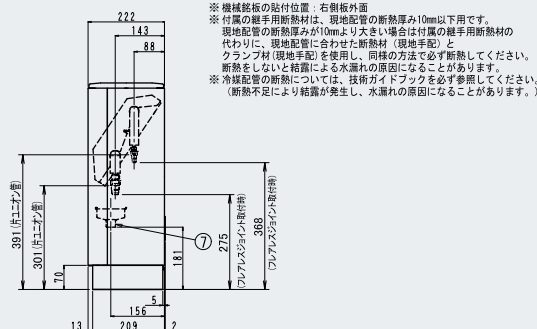 ※ 機械銘板の貼付位置：右側板外面
※ 付属の継手用断熱材は、現地配管の断熱厚み10mm以下用です。
現地配管の断熱厚みが10mmより大きい場合は付属の継手用断熱材の
代わりに、現地配管に合わせた断熱材（現地手配）と
クランプ材(現地手配)を使用し、同様の方法で必ず断熱してください。
断熱をしないと結露による水漏れの原因になることがあります。
※ 冷媒配管の断熱については、技術ガイドブックを必ず参照してください。
（断熱不足により結露が発生し、水漏れの原因になることがあります。）
222
143
88
391 (片ユニオン管)
301 (片ユニオン管)
70
⑦
181
275
(フレアレスジョイント取付時)
368
(フレアレスジョイント取付時)
5
156
13
209
2